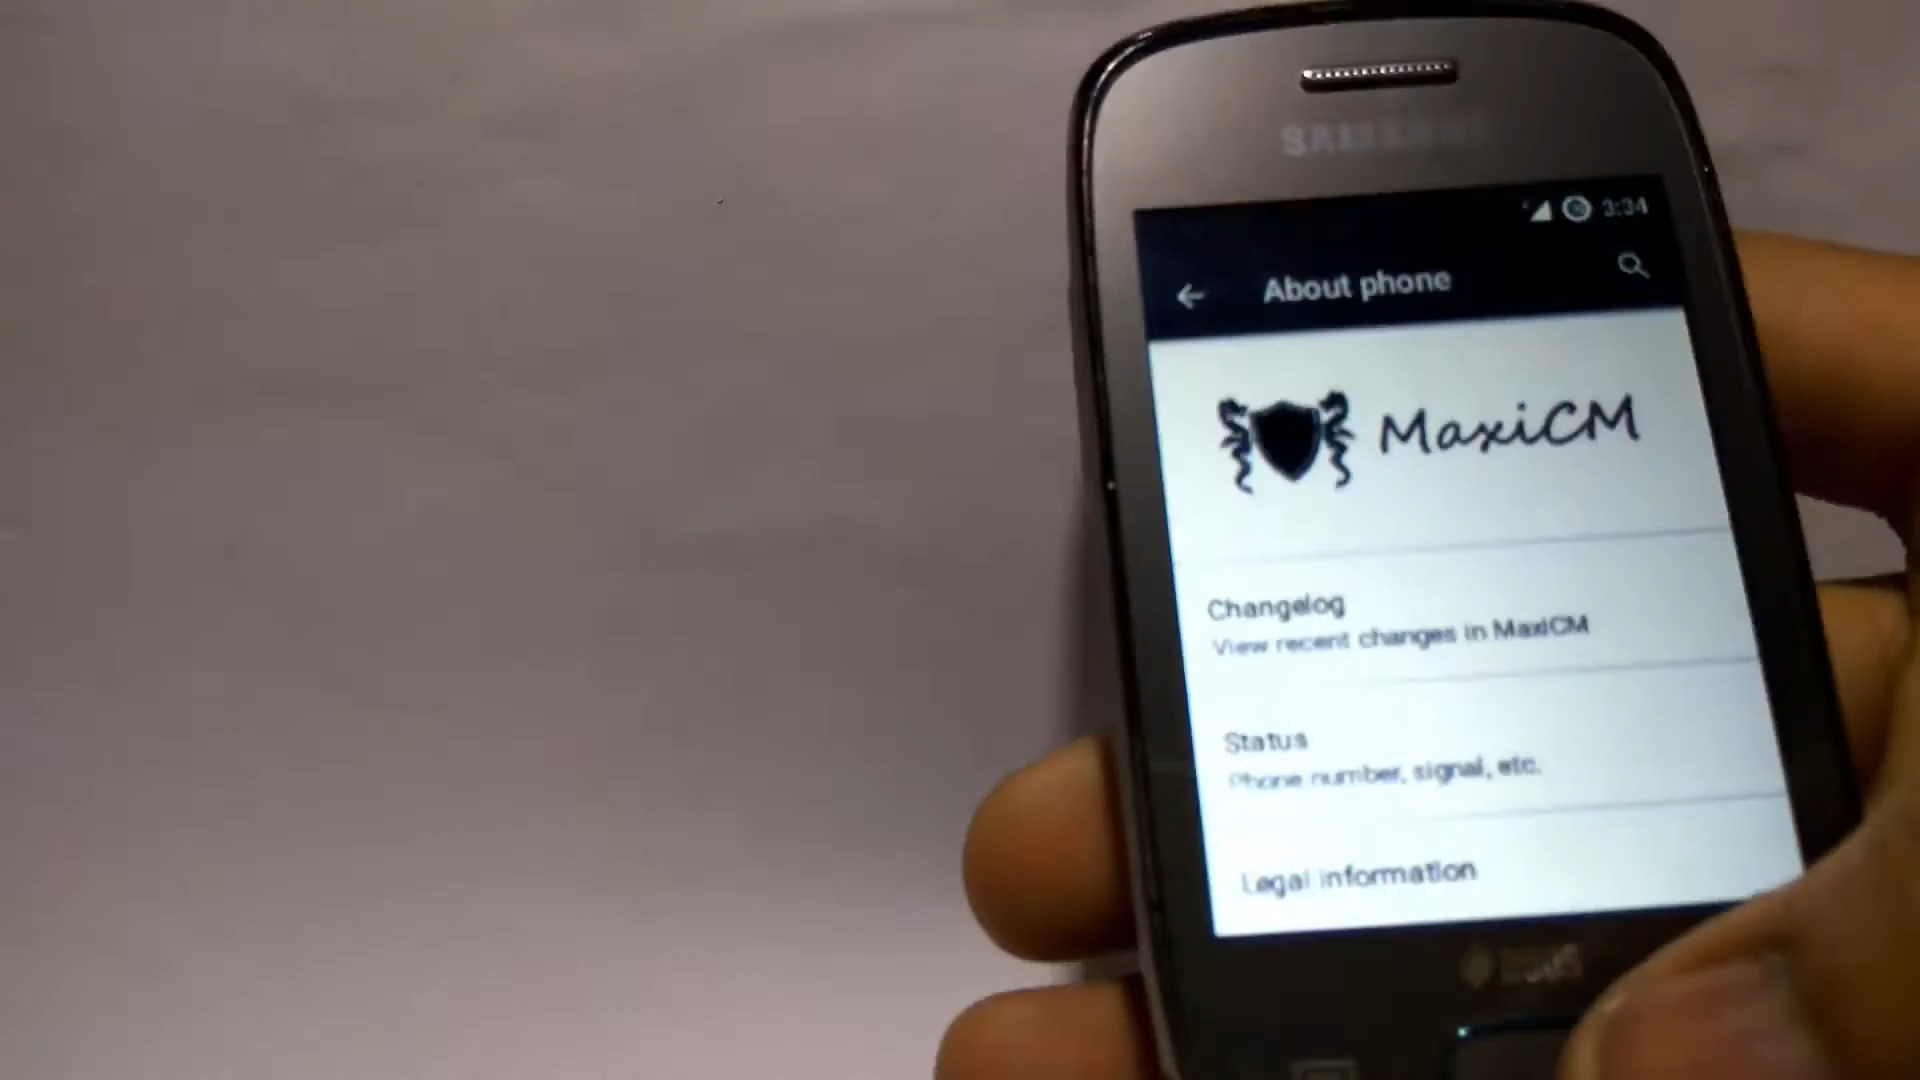 SAMSUNG
3:34
About phone
MaxiCM
Changelog
View recent changes in MaxiCM
Status
Phone number, signal, etc.
Legal information